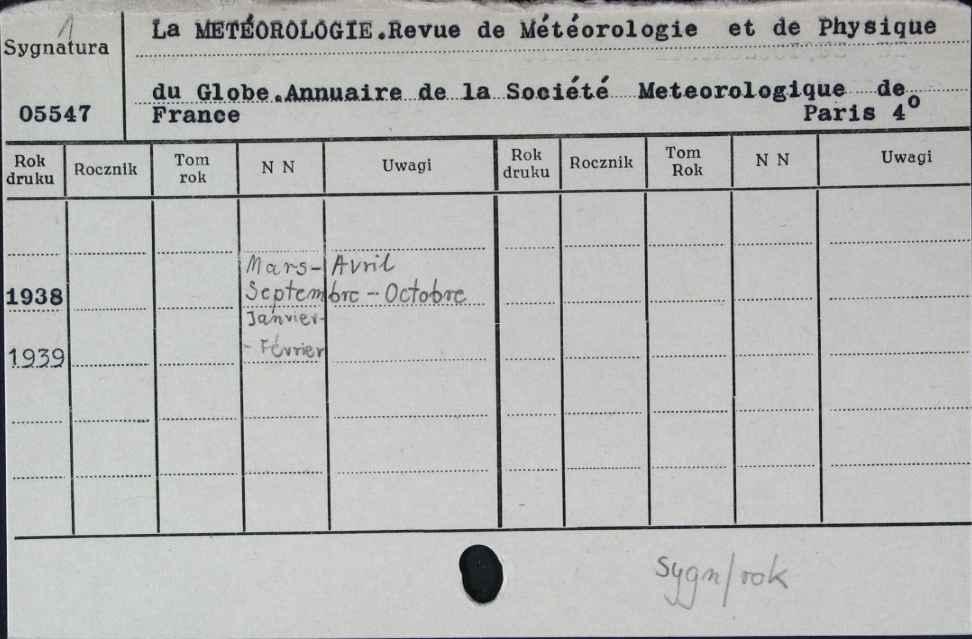 1
Sygnatura
05547
La METÉOROLOGIE.Revue de Météorologie et de Physique
du Globe.Annuaire de la Société Meteorologique de
France Paris 4°
Rok druku Rocznik Tom rok N N Uwagi Rok druku Rocznik Tom Rok N N Uwagi
Mars-Avril
1938 Septembre - Octobre
Janvier-
1939 - Février
sygn/rok